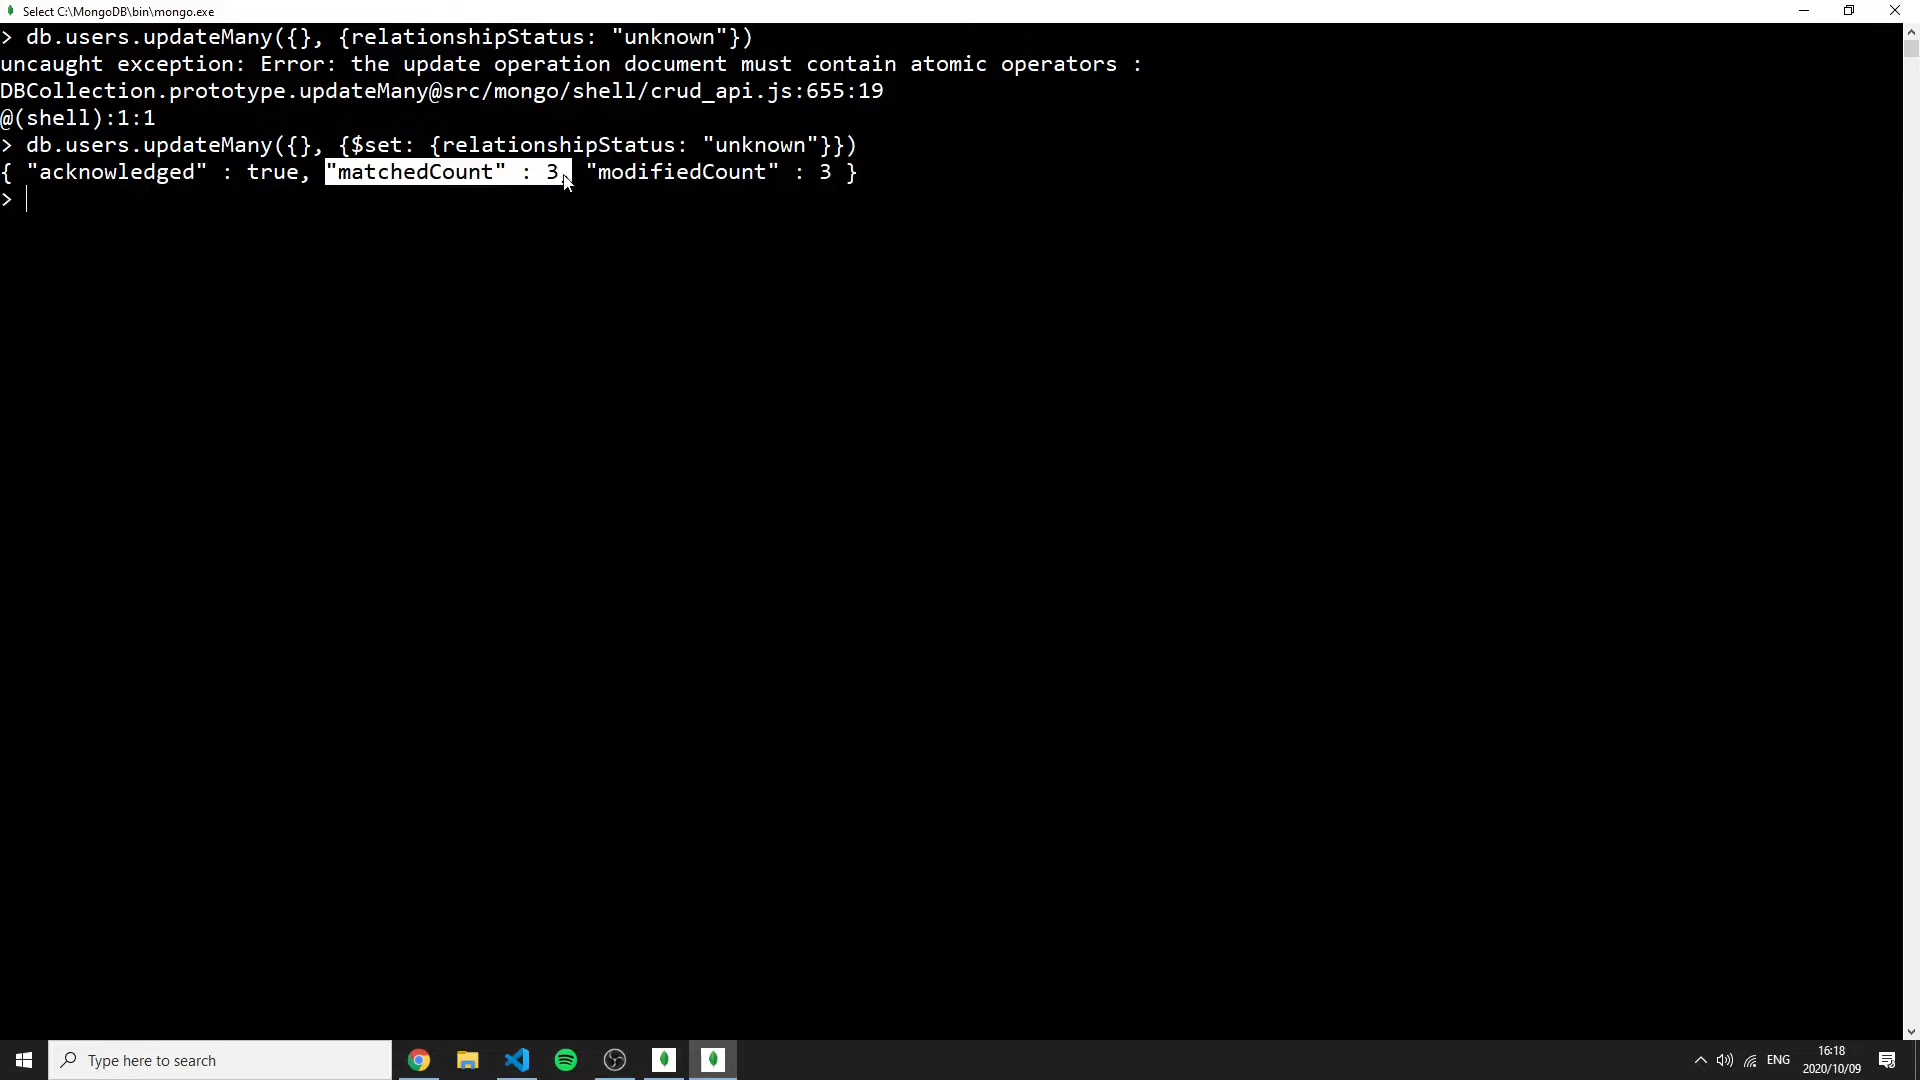 Select C:\MongoDB\bin\mongo.exe
> db.users.updateMany({}, {relationshipStatus: "unknown"})
uncaught exception: Error: the update operation document must contain atomic operators :
DBCollection.prototype.updateMany@src/mongo/shell/crud_api.js:655:19
@(shell):1:1
> db.users.updateMany({}, {$set: {relationshipStatus: "unknown"}})
{ "acknowledged" : true, "matchedCount" : 3, "modifiedCount" : 3 }
>
Type here to search
ENG
16:18
2020/10/09